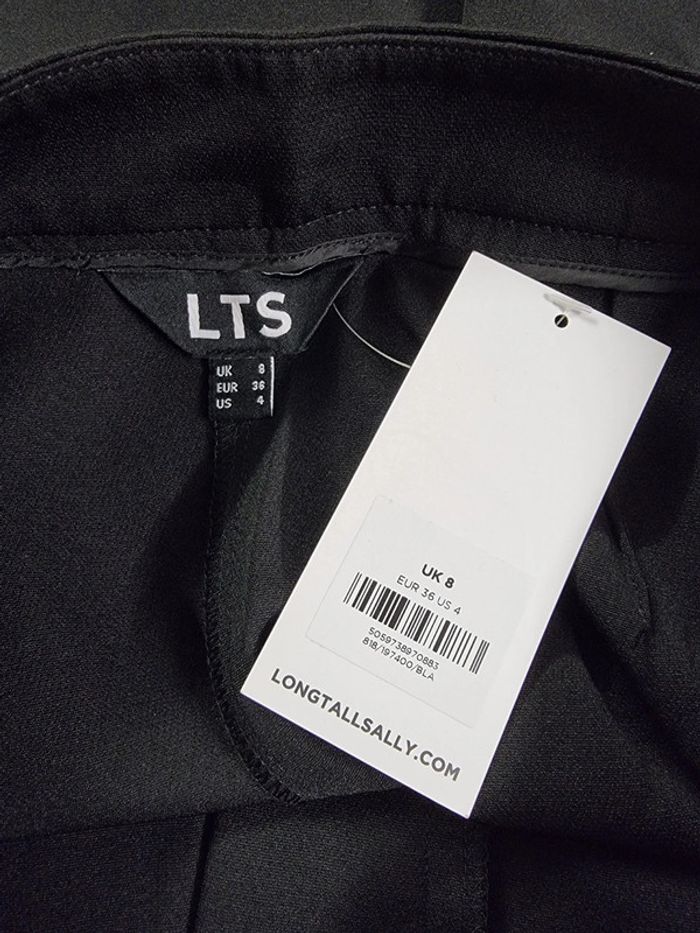 LTS
UK 8
EUR 36
US 4
UK 8
EUR 36 US 4
5059738970883
818/197400/BLA
LONGTALLSALLY.COM